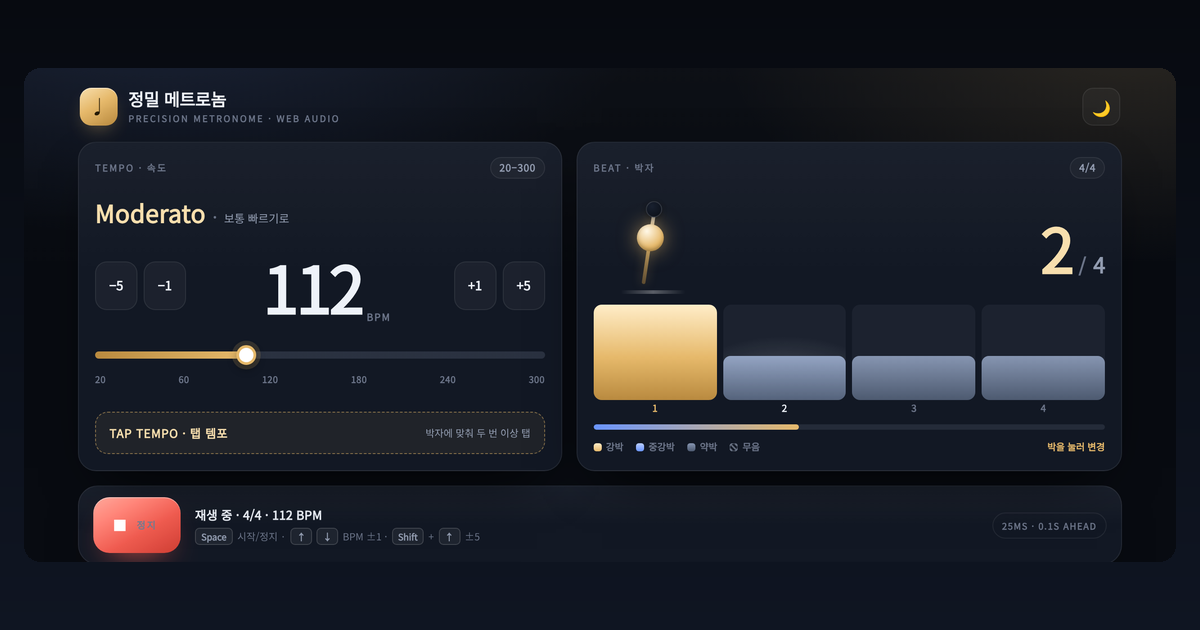 ♩ 정밀 메트로놈
PRECISION METRONOME · WEB AUDIO
TEMPO · 속도
20–300
Moderato · 보통 빠르기로
−5 −1 112 BPM +1 +5
20 60 120 180 240 300
TAP TEMPO · 탭 템포
박자에 맞춰 두 번 이상 탭
BEAT · 박자
4/4
2 / 4
1 2 3 4
강박 중강박 약박 무음
박을 눌러 변경
정지
재생 중 · 4/4 · 112 BPM
Space 시작/정지 · ↑ ↓ BPM ±1 · Shift + ↑ ±5
25MS · 0.1S AHEAD